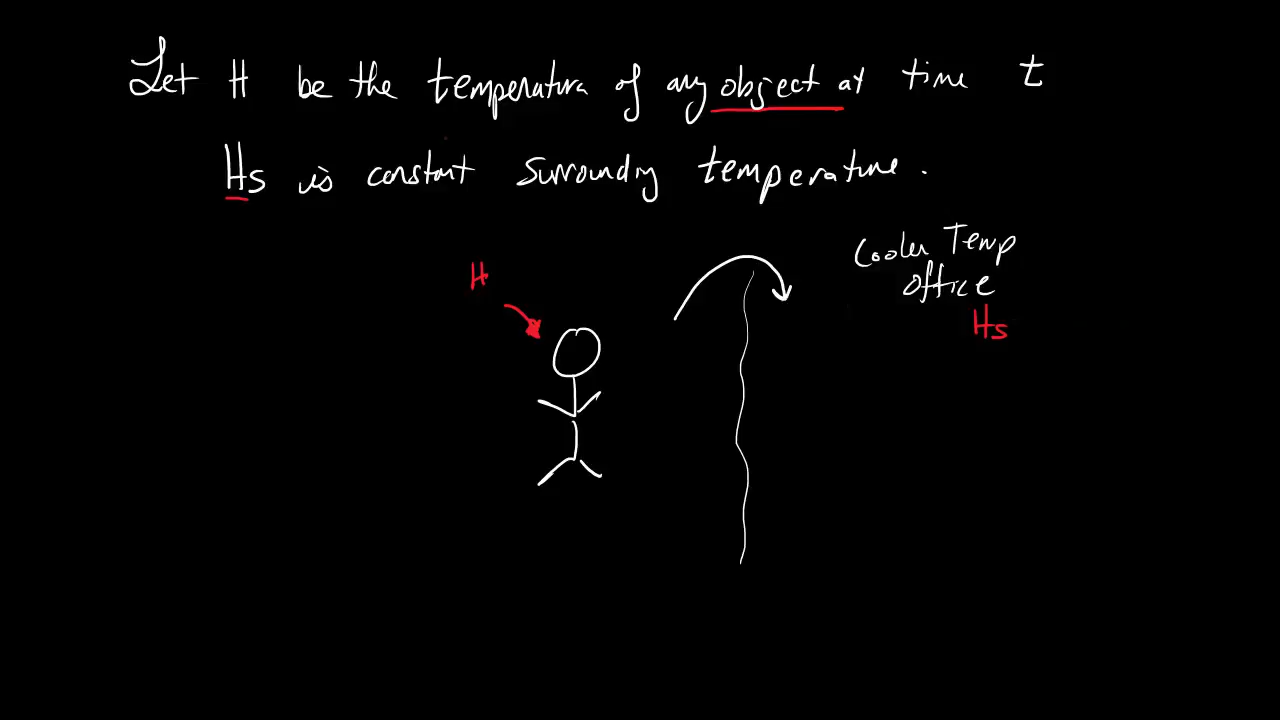 Let H be the temperature of any object at time t
Hs is constant surrounding temperature.
Cooler Temp
office
H
Hs